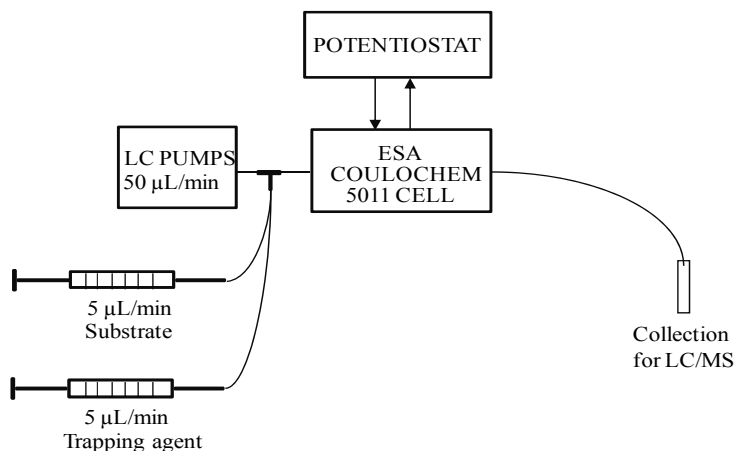 POTENTIOSTAT
LC PUMPS
50 μL/min
ESA
COULOCHEM
5011 CELL
5 μL/min
Substrate
5 μL/min
Trapping agent
Collection
for LC/MS